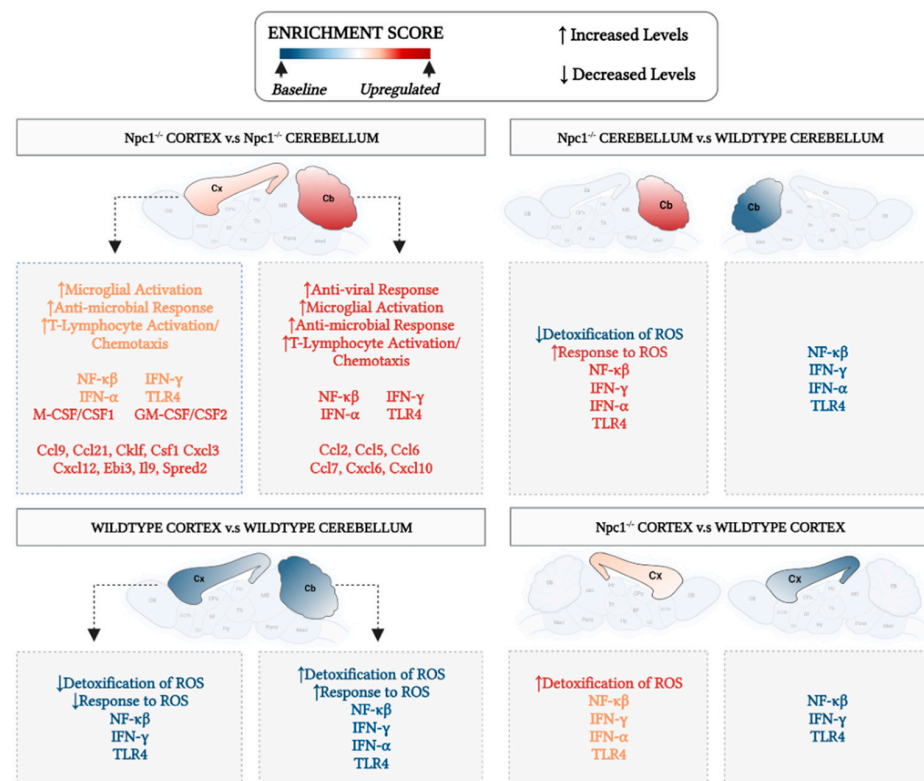 ENRICHMENT SCORE
Baseline Upregulated
↑ Increased Levels
↓ Decreased Levels
Npc1⁻/⁻ CORTEX v.s Npc1⁻/⁻ CEREBELLUM
Cx
Cb
↑Microglial Activation
↑Anti-microbial Response
↑T-Lymphocyte Activation/
Chemotaxis
NF-κβ IFN-γ
IFN-α TLR4
M-CSF/CSF1 GM-CSF/CSF2
Ccl9, Ccl21, Cklf, Csf1 Cxcl3
Cxcl12, Ebi3, Il9, Spred2
↑Anti-viral Response
↑Microglial Activation
↑Anti-microbial Response
↑T-Lymphocyte Activation/
Chemotaxis
NF-κβ IFN-γ
IFN-α TLR4
Ccl2, Ccl5, Ccl6
Ccl7, Cxcl6, Cxcl10
Npc1⁻/⁻ CEREBELLUM vs WILDTYPE CEREBELLUM
Cb
Cb
↓Detoxification of ROS
↑Response to ROS
NF-κβ
IFN-γ
IFN-α
TLR4
NF-κβ
IFN-γ
IFN-α
TLR4
WILDTYPE CORTEX v.s WILDTYPE CEREBELLUM
Cx
Cb
↓Detoxification of ROS
↓Response to ROS
NF-κβ
IFN-γ
TLR4
↑Detoxification of ROS
↑Response to ROS
NF-κβ
IFN-γ
IFN-α
TLR4
Npc1⁻/⁻ CORTEX v.s WILDTYPE CORTEX
Cx
Cx
↑Detoxification of ROS
NF-κβ
IFN-γ
IFN-α
TLR4
NF-κβ
IFN-γ
TLR4